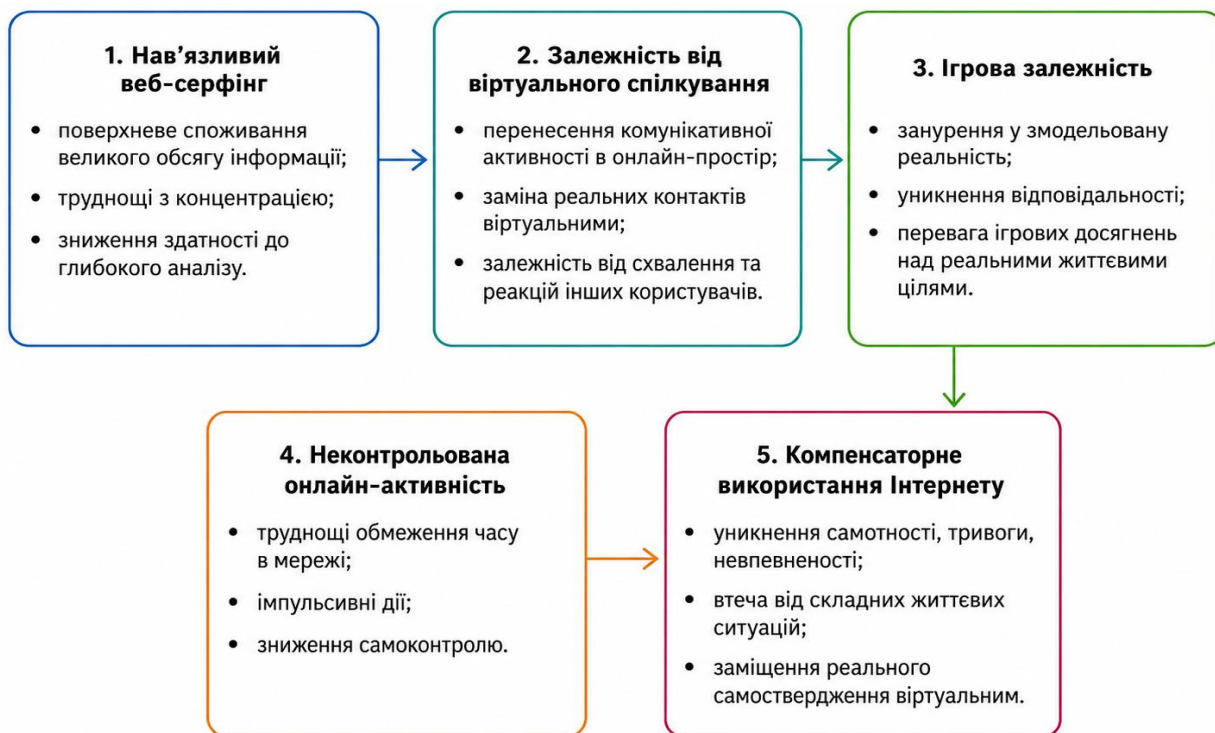 1. Нав’язливий
веб-серфінг
• поверхневе споживання
великого обсягу інформації;
• труднощі з концентрацією;
• зниження здатності до
глибокого аналізу.
2. Залежність від
віртуального спілкування
• перенесення комунікативної
активності в онлайн-простір;
• заміна реальних контактів
віртуальними;
• залежність від схвалення та
реакцій інших користувачів.
3. Ігрова залежність
• занурення у змодельовану
реальність;
• уникнення відповідальності;
• перевага ігрових досягнень
над реальними життєвими
цілями.
4. Неконтрольована
онлайн-активність
• труднощі обмеження часу
в мережі;
• імпульсивні дії;
• зниження самоконтролю.
5. Компенсаторне
використання Інтернету
• уникнення самотності, тривоги,
невпевненості;
• втеча від складних життєвих
ситуацій;
• заміщення реального
самоствердження віртуальним.